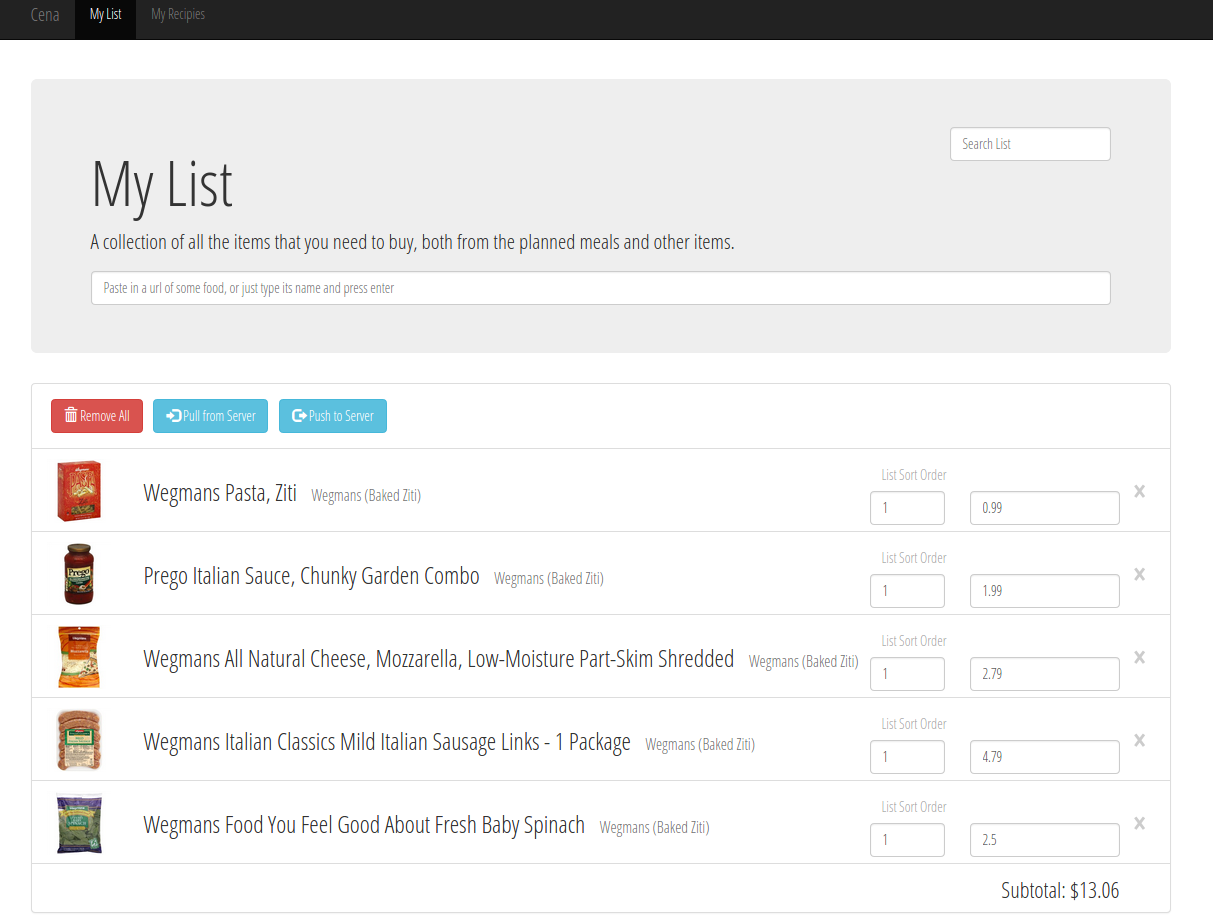 Cena My List My Recipies
Search List
My List
A collection of all the items that you need to buy, both from the planned meals and other items.
Paste in a url of some food, or just type its name and press enter
Remove All Pull from Server Push to Server
List Sort Order
Wegmans Pasta, Ziti Wegmans (Baked Ziti) 1 0.99 ×
List Sort Order
Prego Italian Sauce, Chunky Garden Combo Wegmans (Baked Ziti) 1 1.99 ×
List Sort Order
Wegmans All Natural Cheese, Mozzarella, Low-Moisture Part-Skim Shredded Wegmans (Baked Ziti) 1 2.79 ×
List Sort Order
Wegmans Italian Classics Mild Italian Sausage Links - 1 Package Wegmans (Baked Ziti) 1 4.79 ×
List Sort Order
Wegmans Food You Feel Good About Fresh Baby Spinach Wegmans (Baked Ziti) 1 2.5 ×
Subtotal: $13.06